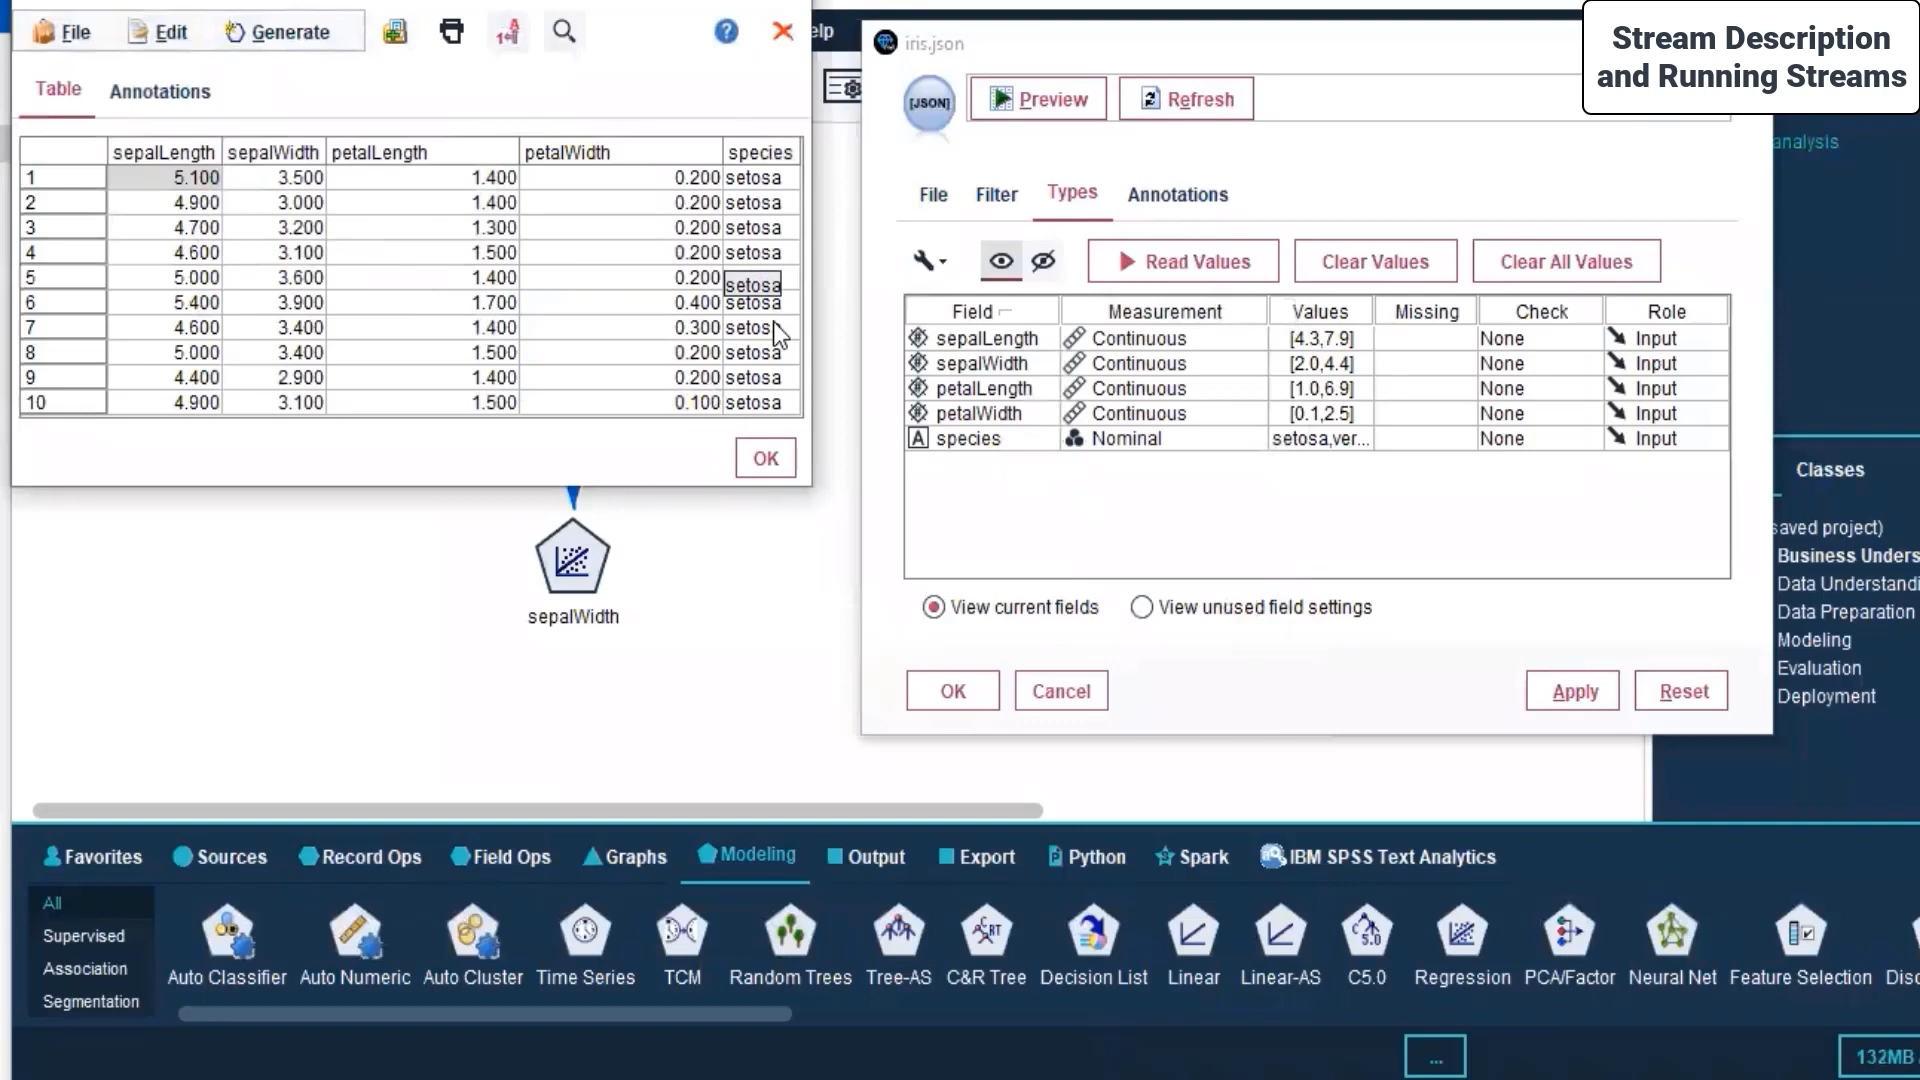 File Edit Generate
Table Annotations
sepalLength sepalWidth petalLength petalWidth species
1 5.100 3.500 1.400 0.200 setosa
2 4.900 3.000 1.400 0.200 setosa
3 4.700 3.200 1.300 0.200 setosa
4 4.600 3.100 1.500 0.200 setosa
5 5.000 3.600 1.400 0.200 setosa
6 5.400 3.900 1.700 0.400 setosa
7 4.600 3.400 1.400 0.300 setosa
8 5.000 3.400 1.500 0.200 setosa
9 4.400 2.900 1.400 0.200 setosa
10 4.900 3.100 1.500 0.100 setosa
OK
elp
iris.json
[JSON]
Preview Refresh
File Filter Types Annotations
Read Values Clear Values Clear All Values
Field Measurement Values Missing Check Role
sepalLength Continuous [4.3,7.9] None Input
sepalWidth Continuous [2.0,4.4] None Input
petalLength Continuous [1.0,6.9] None Input
petalWidth Continuous [0.1,2.5] None Input
A species Nominal setosa,ver... None Input
View current fields View unused field settings
OK Cancel Apply Reset
Stream Description
and Running Streams
analysis
Classes
saved project)
Business Unders
Data Understandi
Data Preparation
Modeling
Evaluation
Deployment
sepalWidth
Favorites Sources Record Ops Field Ops Graphs Modeling Output Export Python Spark IBM SPSS Text Analytics
All
Supervised
Association
Segmentation
Auto Classifier Auto Numeric Auto Cluster Time Series TCM Random Trees Tree-AS C&R Tree Decision List Linear Linear-AS C5.0 Regression PCA/Factor Neural Net Feature Selection Disc
...
132MB